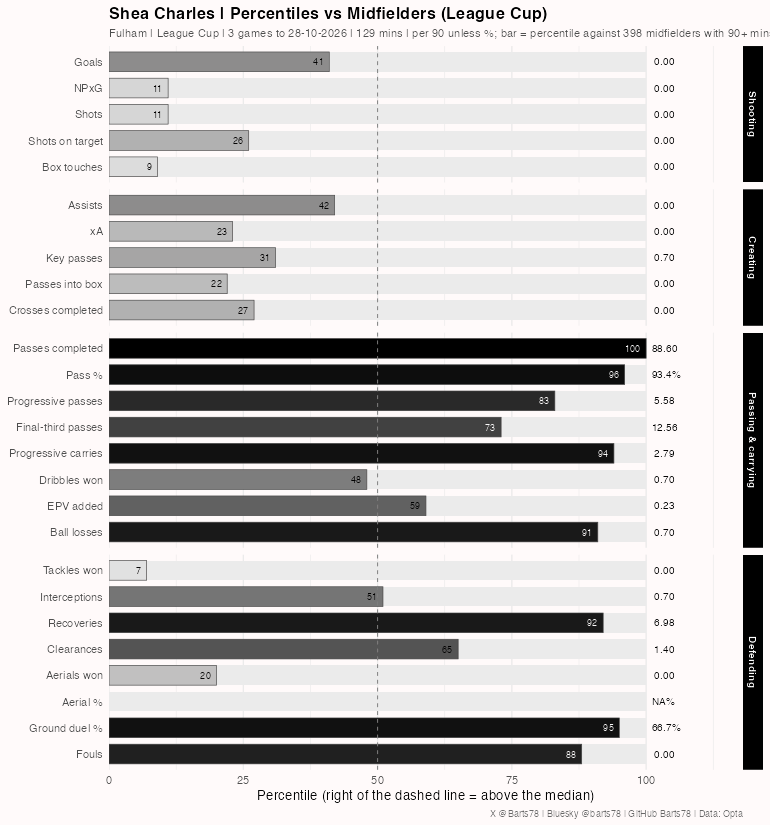 Shea Charles | Percentiles vs Midfielders (League Cup)
Fulham | League Cup | 3 games to 28-10-2026 | 129 mins | per 90 unless %; bar = percentile against 398 midfielders with 90+ mins
Goals 41 0.00
NPxG 11 0.00
Shots 11 0.00
Shots on target 26 0.00
Box touches 9 0.00
Shooting
Assists 42 0.00
xA 23 0.00
Key passes 31 0.70
Passes into box 22 0.00
Crosses completed 27 0.00
Creating
Passes completed 100 88.60
Pass % 96 93.4%
Progressive passes 83 5.58
Final-third passes 73 12.56
Progressive carries 94 2.79
Dribbles won 48 0.70
EPV added 59 0.23
Ball losses 91 0.70
Passing & carrying
Tackles won 7 0.00
Interceptions 51 0.70
Recoveries 92 6.98
Clearances 65 1.40
Aerials won 20 0.00
Aerial % NA%
Ground duel % 95 66.7%
Fouls 88 0.00
Defending
0 25 50 75 100
Percentile (right of the dashed line = above the median)
X @Barts78 | Bluesky @barts78 | GitHub Barts78 | Data: Opta